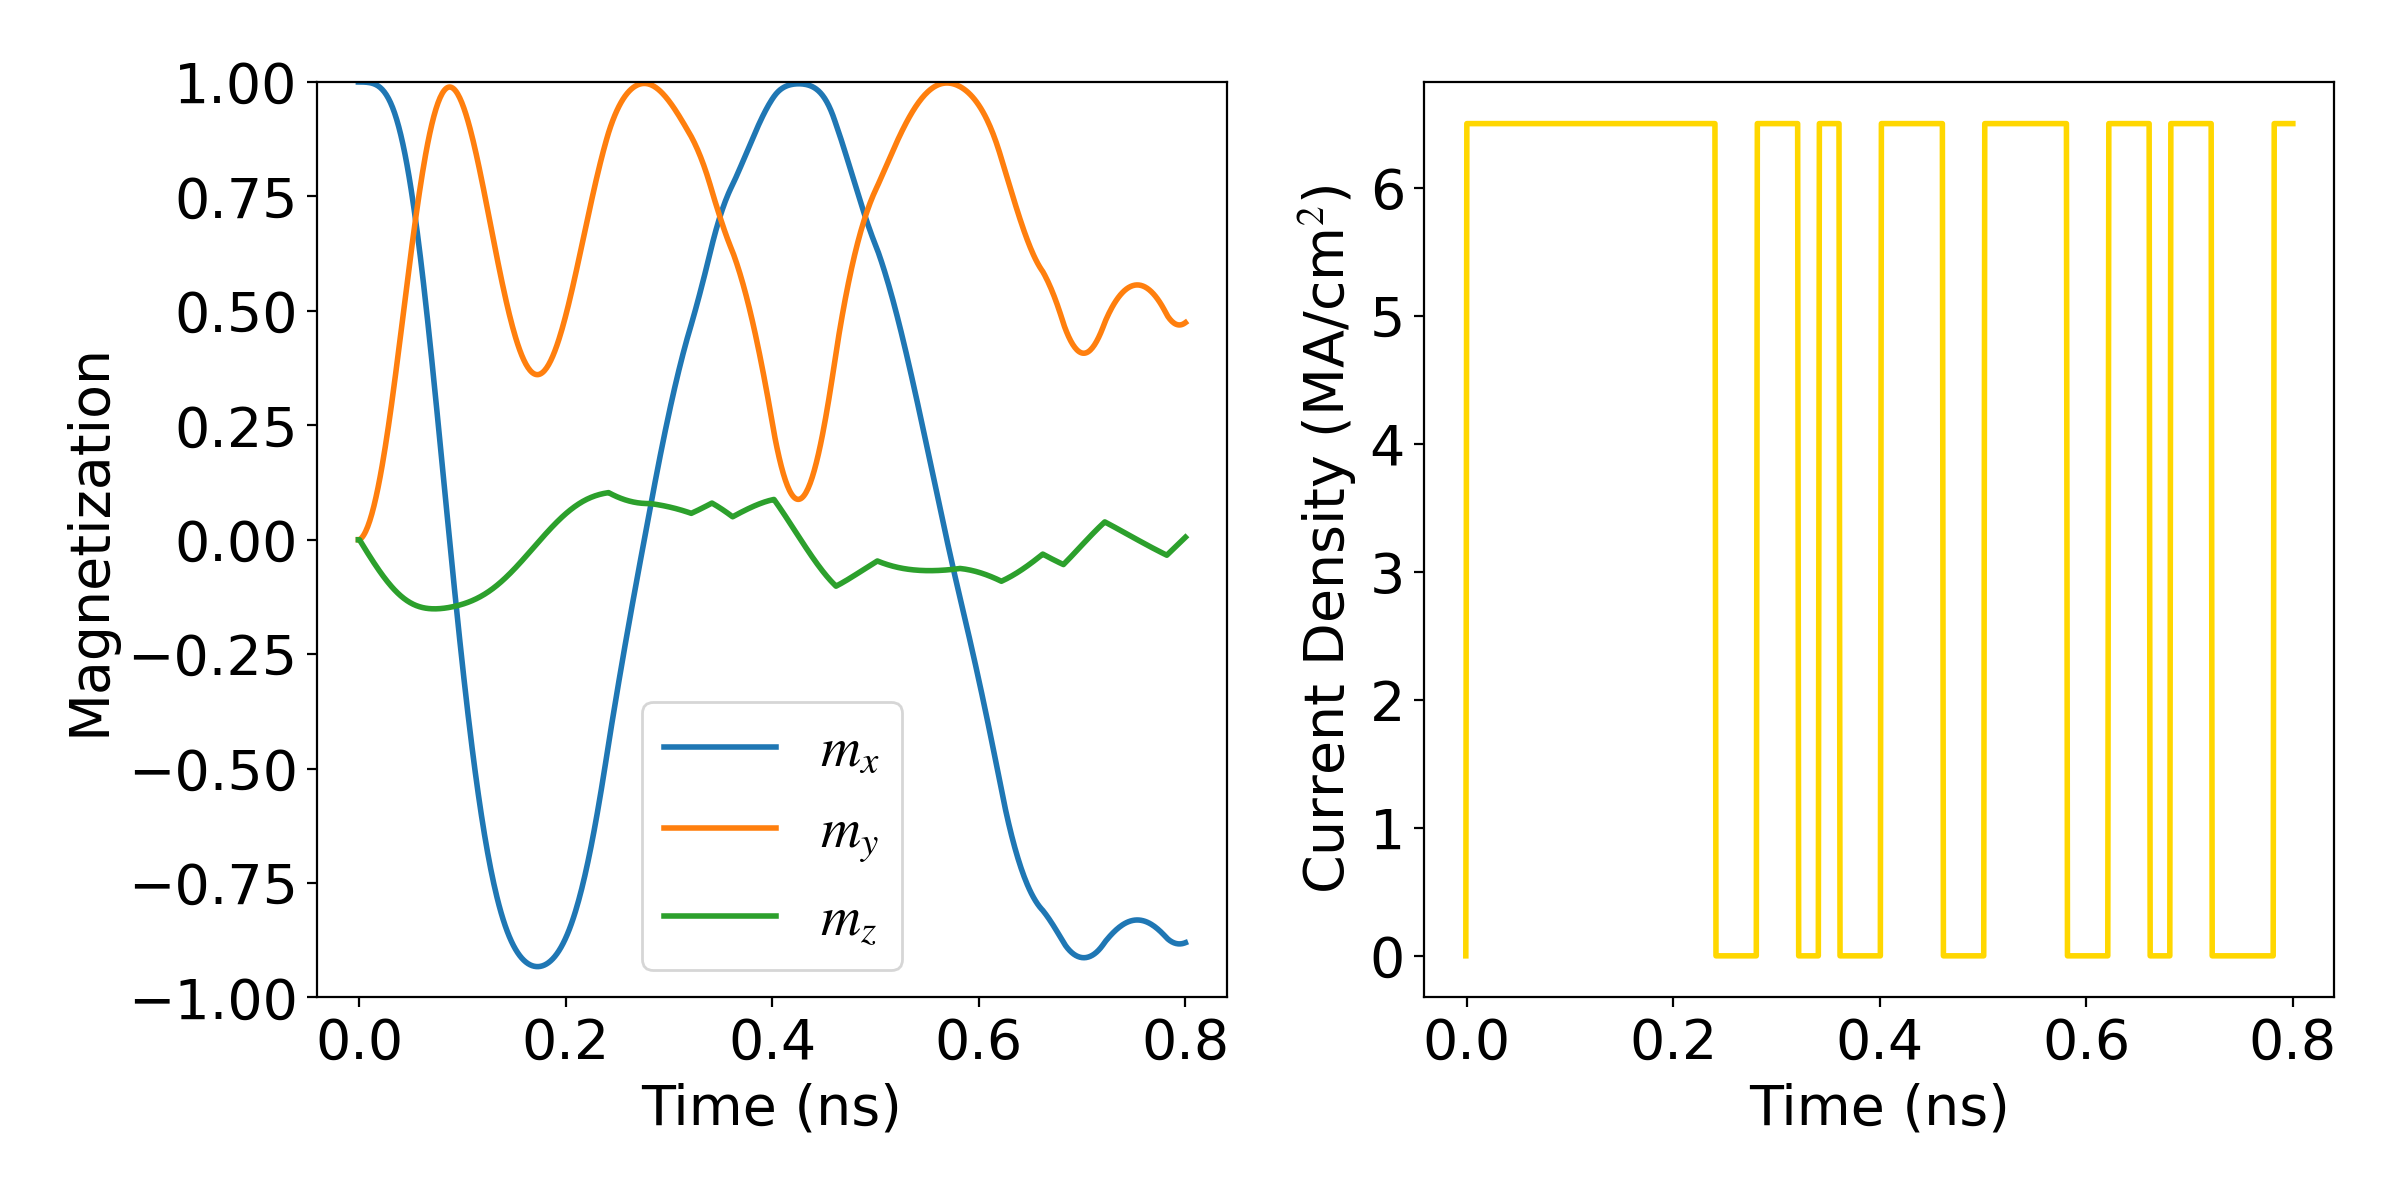 Magnetization
1.00
0.75
0.50
0.25
0.00
−0.25
−0.50
−0.75
−1.00
0.0 0.2 0.4 0.6 0.8
Time (ns)
mₓ
m_y
m_z
Current Density (MA/cm²)
6
5
4
3
2
1
0
0.0 0.2 0.4 0.6 0.8
Time (ns)